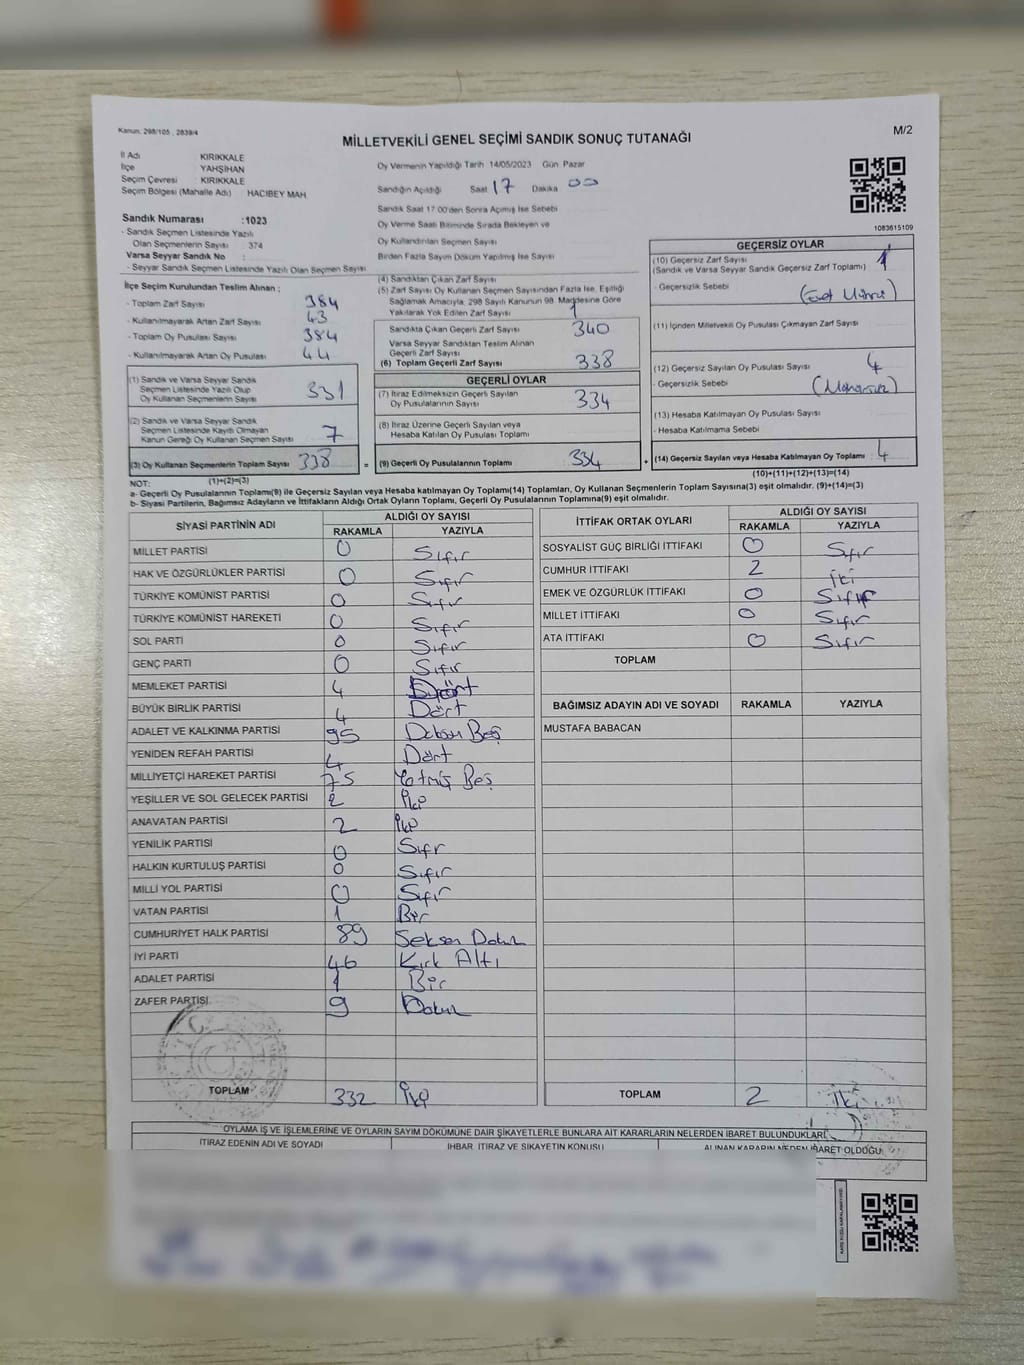 Kanun: 298/105 , 2839/4
MİLLETVEKİLİ GENEL SEÇİMİ SANDIK SONUÇ TUTANAĞI
M/2
İl Adı KIRIKKALE
İlçe YAHŞİHAN
Seçim Çevresi KIRIKKALE
Seçim Bölgesi (Mahalle Adı) HACIBEY MAH.
Oy Vermenin Yapıldığı Tarih 14/05/2023 Gün Pazar
Sandığın Açıldığı Saat 17 Dakika 00
Sandık Saat 17:00'den Sonra Açılmış İse Sebebi
Oy Verme Saati Bitiminde Sırada Bekleyen ve
Oy Kullandırılan Seçmen Sayısı
Birden Fazla Sayım Döküm Yapılmış İse Sayısı
1083615109
Sandık Numarası :1023
- Sandık Seçmen Listesinde Yazılı
Olan Seçmenlerin Sayısı : 374
Varsa Seyyar Sandık No :
- Seyyar Sandık Seçmen Listesinde Yazılı Olan Seçmen Sayısı
İlçe Seçim Kurulundan Teslim Alınan ;
- Toplam Zarf Sayısı 384
- Kullanılmayarak Artan Zarf Sayısı 43
- Toplam Oy Pusulası Sayısı 384
- Kullanılmayarak Artan Oy Pusulası 44
(1) Sandık ve Varsa Seyyar Sandık
Seçmen Listesinde Yazılı Olup
Oy Kullanan Seçmenlerin Sayısı 331
(2) Sandık ve Varsa Seyyar Sandık
Seçmen Listesinde Kayıtlı Olmayan
Kanun Gereği Oy Kullanan Seçmen Sayısı 7
(3) Oy Kullanan Seçmenlerin Toplam Sayısı 338
(1)+(2)=(3)
(4) Sandıktan Çıkan Zarf Sayısı
(5) Zarf Sayısı Oy Kullanan Seçmen Sayısından Fazla İse, Eşitliği
Sağlamak Amacıyla, 298 Sayılı Kanunun 98. Maddesine Göre
Yakılarak Yok Edilen Zarf Sayısı 1
Sandıkta Çıkan Geçerli Zarf Sayısı 340
Varsa Seyyar Sandıktan Teslim Alınan
Geçerli Zarf Sayısı
(6) Toplam Geçerli Zarf Sayısı 338
GEÇERLİ OYLAR
(7) İtiraz Edilmeksizin Geçerli Sayılan
Oy Pusulalarının Sayısı 334
(8) İtiraz Üzerine Geçerli Sayılan veya
Hesaba Katılan Oy Pusulası Toplamı
= (9) Geçerli Oy Pusulalarının Toplamı 334
GEÇERSİZ OYLAR
(10) Geçersiz Zarf Sayısı 1
(Sandık ve Varsa Seyyar Sandık Geçersiz Zarf Toplamı)
- Geçersizlik Sebebi
(11) İçinden Milletvekili Oy Pusulası Çıkmayan Zarf Sayısı
(12) Geçersiz Sayılan Oy Pusulası Sayısı 4
- Geçersizlik Sebebi
(13) Hesaba Katılmayan Oy Pusulası Sayısı
- Hesaba Katılmama Sebebi
+ (14) Geçersiz Sayılan veya Hesaba Katılmayan Oy Toplamı : 4
(10)+(11)+(12)+(13)=(14)
NOT:
a- Geçerli Oy Pusulalarının Toplamı(9) ile Geçersiz Sayılan veya Hesaba katılmayan Oy Toplamı(14) Toplamları, Oy Kullanan Seçmenlerin Toplam Sayısına(3) eşit olmalıdır. (9)+(14)=(3)
b- Siyasi Partilerin, Bağımsız Adayların ve İttifakların Aldığı Ortak Oyların Toplamı, Geçerli Oy Pusulalarının Toplamına(9) eşit olmalıdır.
SİYASİ PARTİNİN ADI ALDIĞI OY SAYISI
RAKAMLA YAZIYLA
MİLLET PARTİSİ 0 Sıfır
HAK VE ÖZGÜRLÜKLER PARTİSİ 0 Sıfır
TÜRKİYE KOMÜNİST PARTİSİ 0 Sıfır
TÜRKİYE KOMÜNİST HAREKETİ 0 Sıfır
SOL PARTİ 0 Sıfır
GENÇ PARTİ 0 Sıfır
MEMLEKET PARTİSİ 4 Dört
BÜYÜK BİRLİK PARTİSİ 4 Dört
ADALET VE KALKINMA PARTİSİ 95 Doksan Beş
YENİDEN REFAH PARTİSİ 4 Dört
MİLLİYETÇİ HAREKET PARTİSİ 75 Yetmiş Beş
YEŞİLLER VE SOL GELECEK PARTİSİ 2 İki
ANAVATAN PARTİSİ 2 İki
YENİLİK PARTİSİ 0 Sıfır
HALKIN KURTULUŞ PARTİSİ 0 Sıfır
MİLLİ YOL PARTİSİ 0 Sıfır
VATAN PARTİSİ 1 Bir
CUMHURİYET HALK PARTİSİ 89 Seksen Dokuz
İYİ PARTİ 46 Kırk Altı
ADALET PARTİSİ 1 Bir
ZAFER PARTİSİ 9 Dokuz
TOPLAM 332 İki
İTTİFAK ORTAK OYLARI ALDIĞI OY SAYISI
RAKAMLA YAZIYLA
SOSYALİST GÜÇ BİRLİĞİ İTTİFAKI 0 Sıfır
CUMHUR İTTİFAKI 2 İki
EMEK VE ÖZGÜRLÜK İTTİFAKI 0 Sıfır
MİLLET İTTİFAKI 0 Sıfır
ATA İTTİFAKI 0 Sıfır
TOPLAM
BAĞIMSIZ ADAYIN ADI VE SOYADI RAKAMLA YAZIYLA
MUSTAFA BABACAN
TOPLAM 2 İki
OYLAMA İŞ VE İŞLEMLERİNE VE OYLARIN SAYIM DÖKÜMÜNE DAİR ŞİKAYETLERLE BUNLARA AİT KARARLARIN NELERDEN İBARET BULUNDUKLARI
İTİRAZ EDENİN ADI VE SOYADI İHBAR, İTİRAZ VE ŞİKAYETİN KONUSU ALINAN KARARIN NEDEN İBARET OLDUĞU